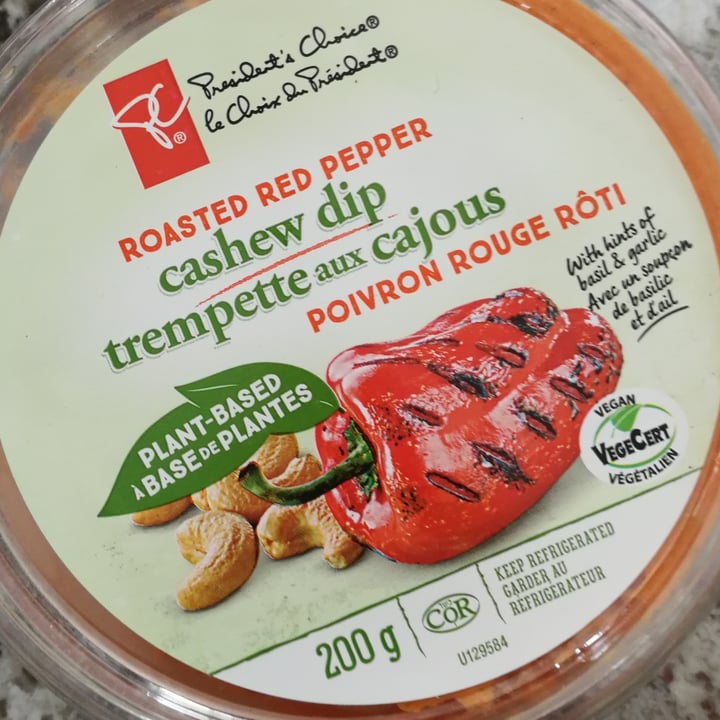 President's Choice®
le Choix du Président®
PC®
ROASTED RED PEPPER
cashew dip
trempette aux cajous
POIVRON ROUGE RÔTI
With hints of
basil & garlic
Avec un soupçon
de basilic
et d'ail
PLANT-BASED
À BASE DE PLANTES
VEGAN
VEGECERT
VÉGÉTALIEN
200 g
COR
KEEP REFRIGERATED
GARDER AU
RÉFRIGÉRATEUR
U129584